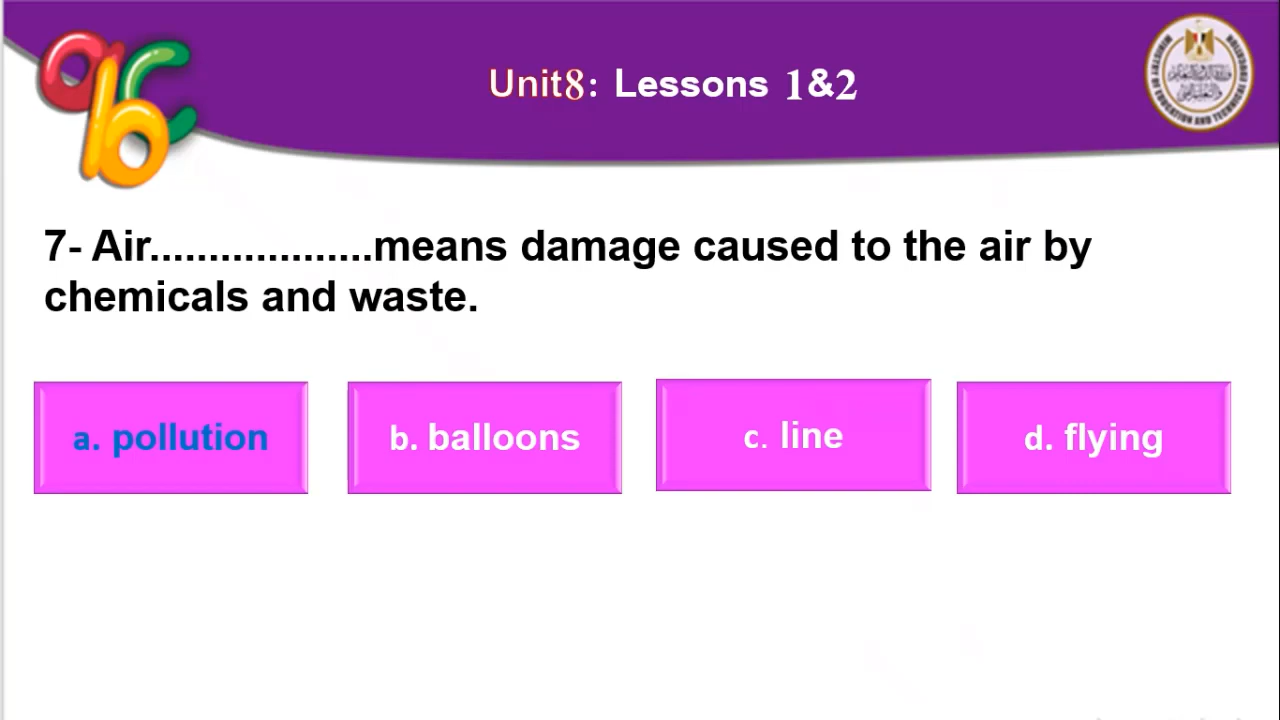 abc
Unit8: Lessons 1&2
7- Air...................means damage caused to the air by
chemicals and waste.
a. pollution
b. balloons
c. line
d. flying